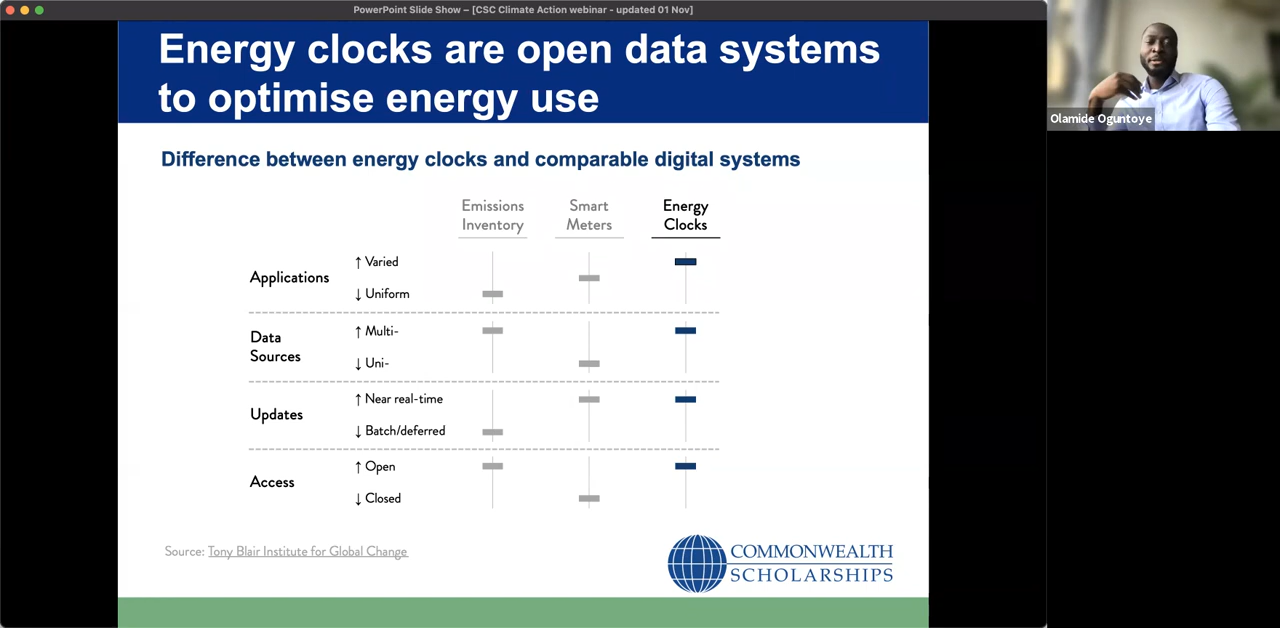 PowerPoint Slide Show – [CSC Climate Action webinar - updated 01 Nov]
Energy clocks are open data systems
to optimise energy use
Olamide Oguntoye
Difference between energy clocks and comparable digital systems
Emissions
Inventory
Smart
Meters
Energy
Clocks
Applications
↑ Varied
↓ Uniform
Data
Sources
↑ Multi-
↓ Uni-
Updates
↑ Near real-time
↓ Batch/deferred
Access
↑ Open
↓ Closed
Source: Tony Blair Institute for Global Change
COMMONWEALTH
SCHOLARSHIPS